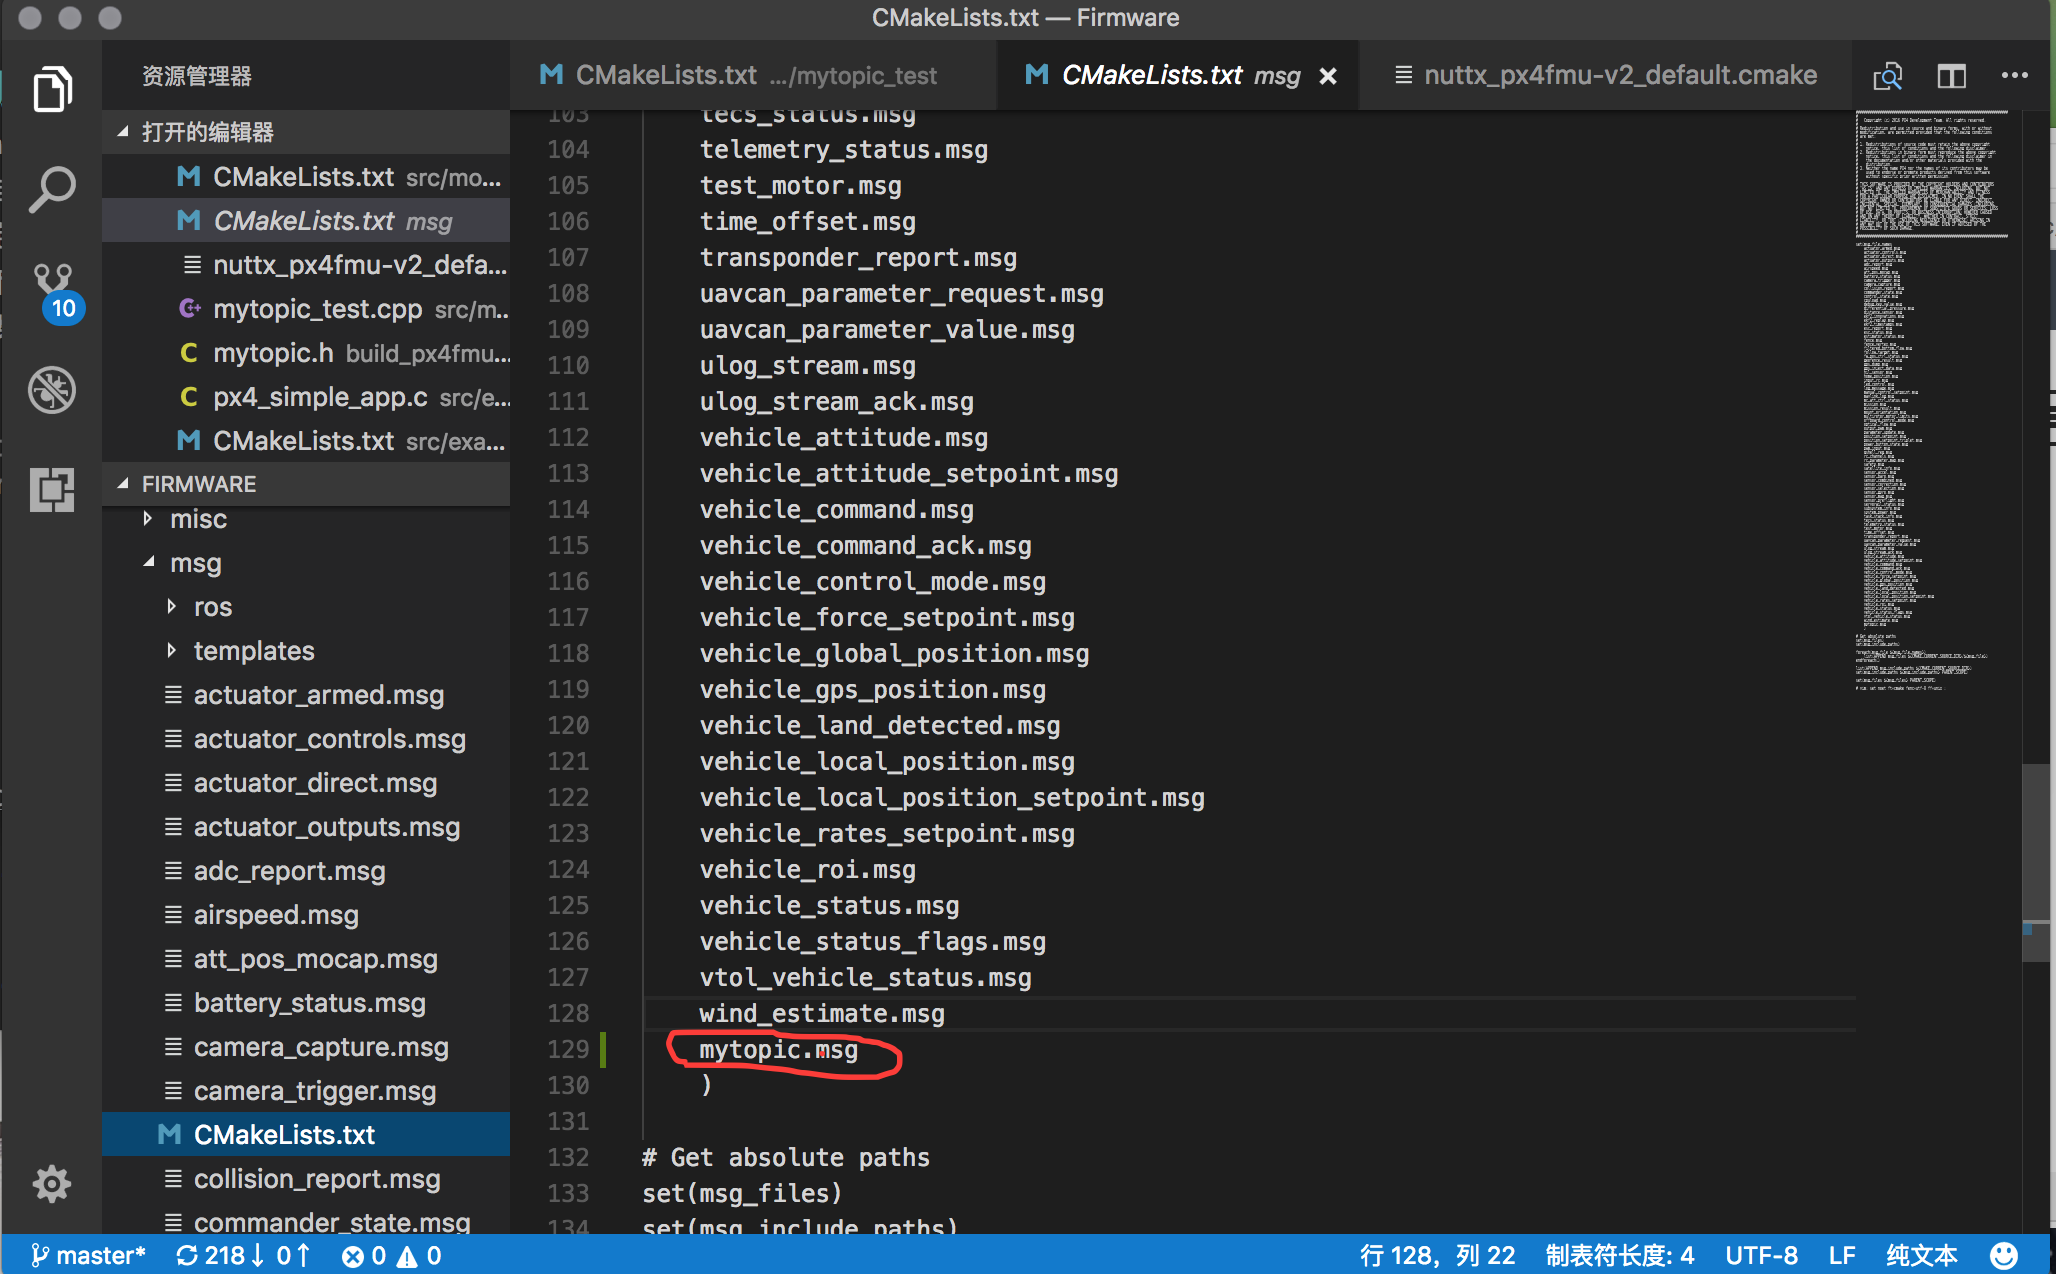 CMakeLists.txt — Firmware
资源管理器
打开的编辑器
CMakeLists.txt src/mo...
CMakeLists.txt msg
nuttx_px4fmu-v2_defa...
mytopic_test.cpp src/m...
mytopic.h build_px4fmu...
px4_simple_app.c src/e...
CMakeLists.txt src/exa...
FIRMWARE
misc
msg
ros
templates
actuator_armed.msg
actuator_controls.msg
actuator_direct.msg
actuator_outputs.msg
adc_report.msg
airspeed.msg
att_pos_mocap.msg
battery_status.msg
camera_capture.msg
camera_trigger.msg
CMakeLists.txt
collision_report.msg
commander_state.msg
10
CMakeLists.txt .../mytopic_test
CMakeLists.txt msg
nuttx_px4fmu-v2_default.cmake
103 tecs_status.msg
104 telemetry_status.msg
105 test_motor.msg
106 time_offset.msg
107 transponder_report.msg
108 uavcan_parameter_request.msg
109 uavcan_parameter_value.msg
110 ulog_stream.msg
111 ulog_stream_ack.msg
112 vehicle_attitude.msg
113 vehicle_attitude_setpoint.msg
114 vehicle_command.msg
115 vehicle_command_ack.msg
116 vehicle_control_mode.msg
117 vehicle_force_setpoint.msg
118 vehicle_global_position.msg
119 vehicle_gps_position.msg
120 vehicle_land_detected.msg
121 vehicle_local_position.msg
122 vehicle_local_position_setpoint.msg
123 vehicle_rates_setpoint.msg
124 vehicle_roi.msg
125 vehicle_status.msg
126 vehicle_status_flags.msg
127 vtol_vehicle_status.msg
128 wind_estimate.msg
129 mytopic.msg
130 )
131
132 # Get absolute paths
133 set(msg_files)
134 set(msg_include_paths)
master* 218↓ 0↑ 0 0
行 128，列 22 制表符长度: 4 UTF-8 LF 纯文本